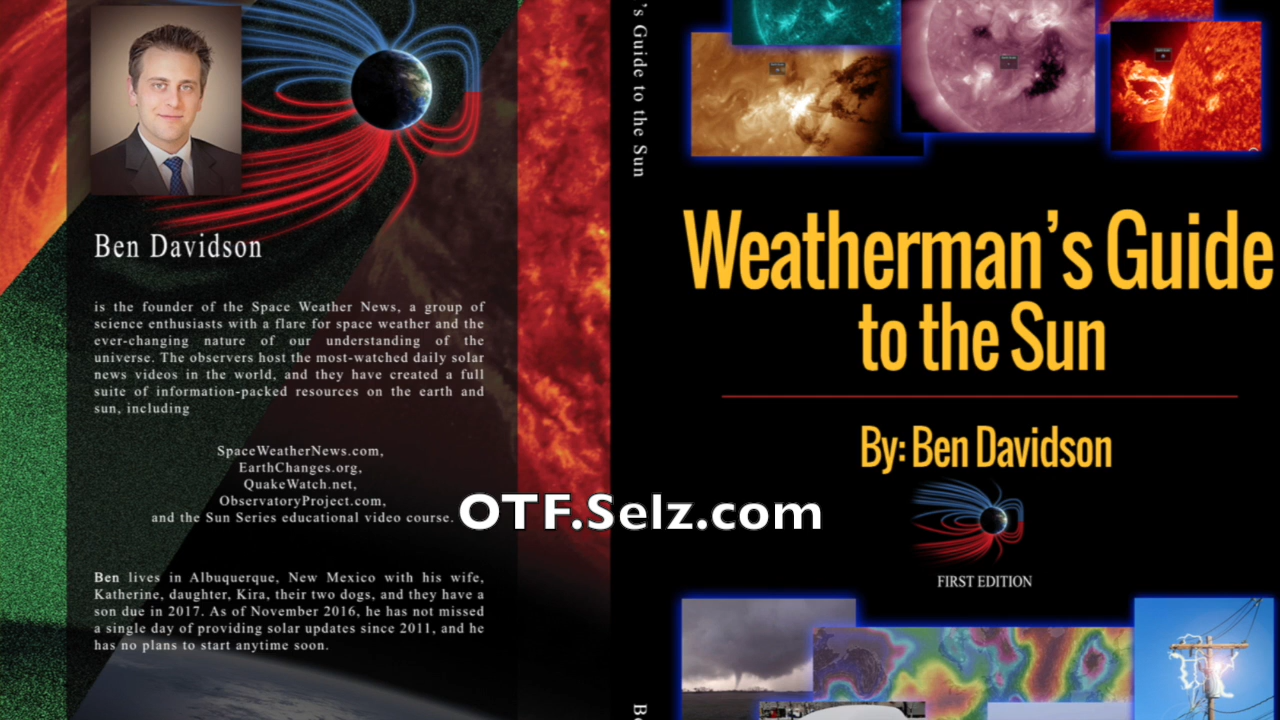 Ben Davidson
is the founder of the Space Weather News, a group of
science enthusiasts with a flare for space weather and the
ever-changing nature of our understanding of the
universe. The observers host the most-watched daily solar
news videos in the world, and they have created a full
suite of information-packed resources on the earth and
sun, including
SpaceWeatherNews.com,
EarthChanges.org,
QuakeWatch.net,
ObservatoryProject.com,
and the Sun Series educational video course.
Ben lives in Albuquerque, New Mexico with his wife,
Katherine, daughter, Kira, their two dogs, and they have a
son due in 2017. As of November 2016, he has not missed
a single day of providing solar updates since 2011, and he
has no plans to start anytime soon.
OTF.Selz.com
's Guide to the Sun
Be
Weatherman's Guide
to the Sun
By: Ben Davidson
FIRST EDITION